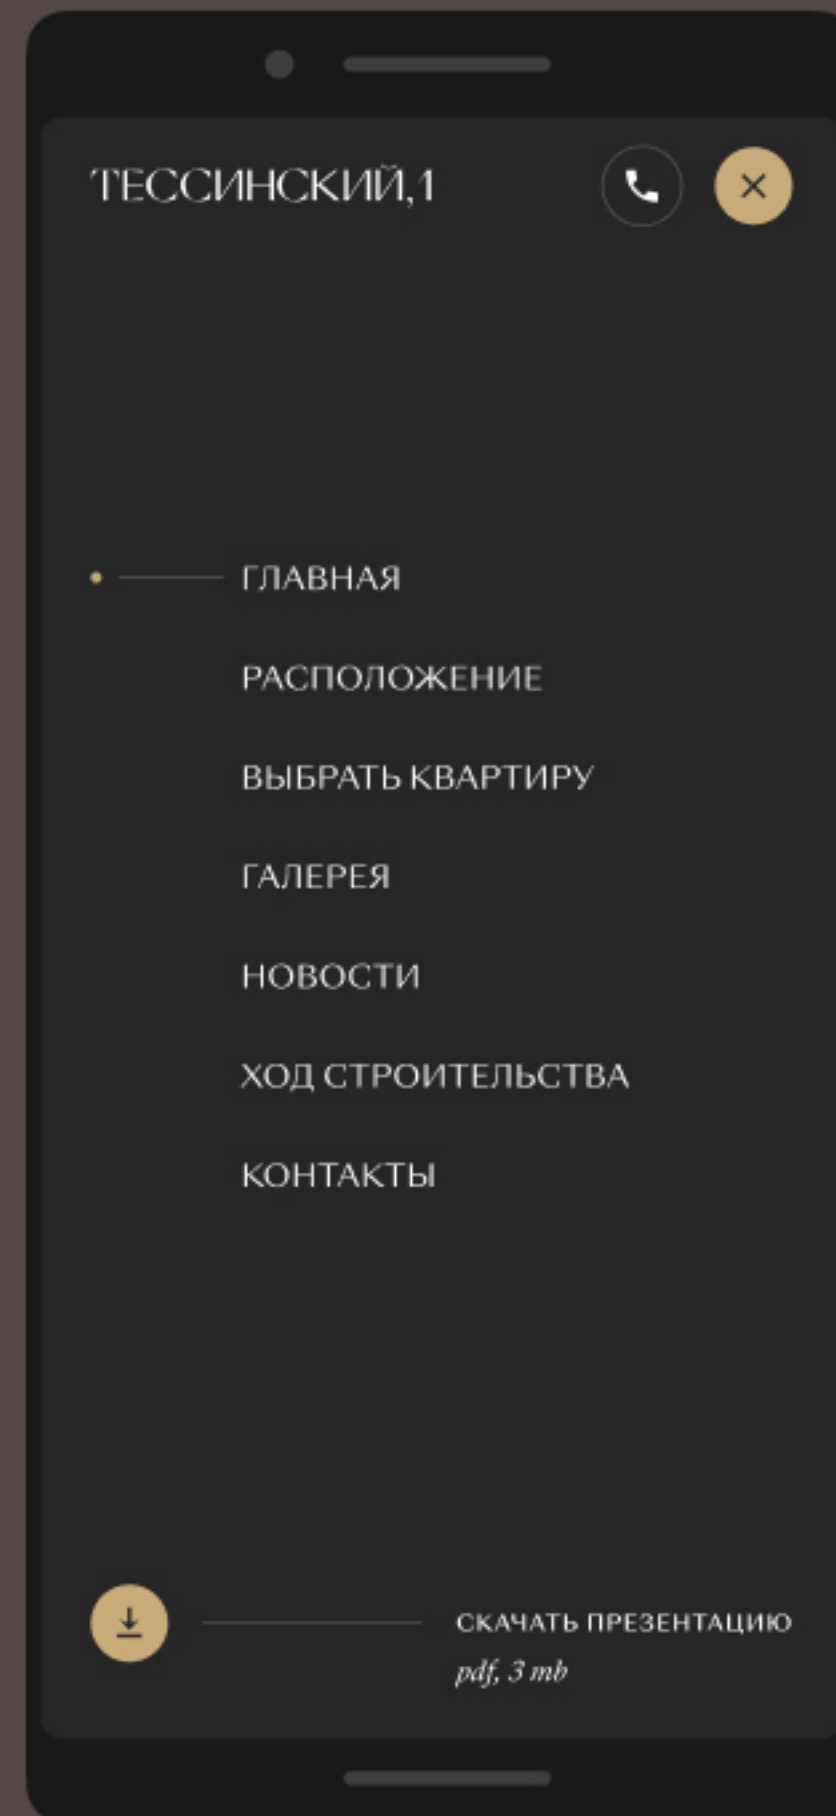 ТЕССИНСКИЙ,1
ГЛАВНАЯ
РАСПОЛОЖЕНИЕ
ВЫБРАТЬ КВАРТИРУ
ГАЛЕРЕЯ
НОВОСТИ
ХОД СТРОИТЕЛЬСТВА
КОНТАКТЫ
СКАЧАТЬ ПРЕЗЕНТАЦИЮ
pdf, 3 mb